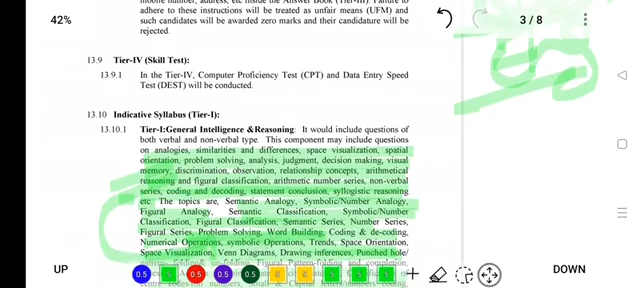 42%
3 / 8
mobile number, address, etc inside the Answer Book (Tier-III). Failure to
adhere to these instructions will be treated as unfair means (UFM) and
such candidates will be awarded zero marks and their candidature will be
rejected.
13.9 Tier-IV (Skill Test):
13.9.1 In the Tier-IV, Computer Proficiency Test (CPT) and Data Entry Speed
Test (DEST) will be conducted.
13.10 Indicative Syllabus (Tier-I):
13.10.1 Tier-I:General Intelligence &Reasoning: It would include questions of
both verbal and non-verbal type. This component may include questions
on analogies, similarities and differences, space visualization, spatial
orientation, problem solving, analysis, judgment, decision making, visual
memory, discrimination, observation, relationship concepts, arithmetical
reasoning and figural classification, arithmetic number series, non-verbal
series, coding and decoding, statement conclusion, syllogistic reasoning
etc. The topics are, Semantic Analogy, Symbolic/Number Analogy,
Figural Analogy, Semantic Classification, Symbolic/Number
Classification, Figural Classification, Semantic Series, Number Series,
Figural Series, Problem Solving, Word Building, Coding & de-coding,
Numerical Operations, symbolic Operations, Trends, Space Orientation,
Space Visualization, Venn Diagrams, Drawing inferences, Punched hole/
UP
0.5
5
0.5
5
0.5
6
6
5
5
5
DOWN